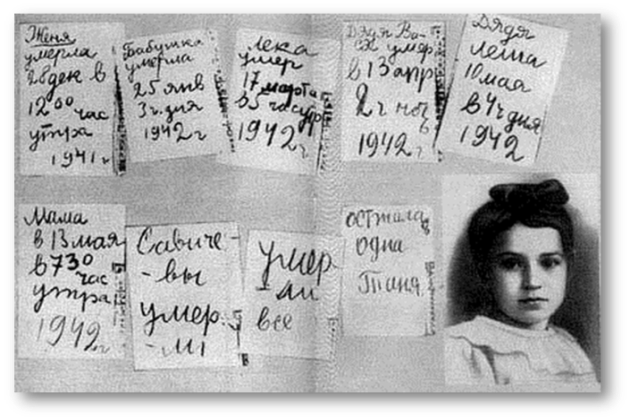 Женя
умерла
28 дек в
12 00 час
утра
1941 г
Бабушка
умерла
25 янв
3 ч. дня
1942 г
Лека
умер
17 марта
в 5 час утр
1942 г
Дядя Ва-
ся умер
в 13 апр
2 ч ноч
1942 г
Дядя
Леша
10 мая
в 4 ч дня
1942
Мама
в 13 мая
в 7 30
час
утра
1942 г
Савиче-
-вы
умер-
-ли
умер
-ли
все
осталась
одна
Таня